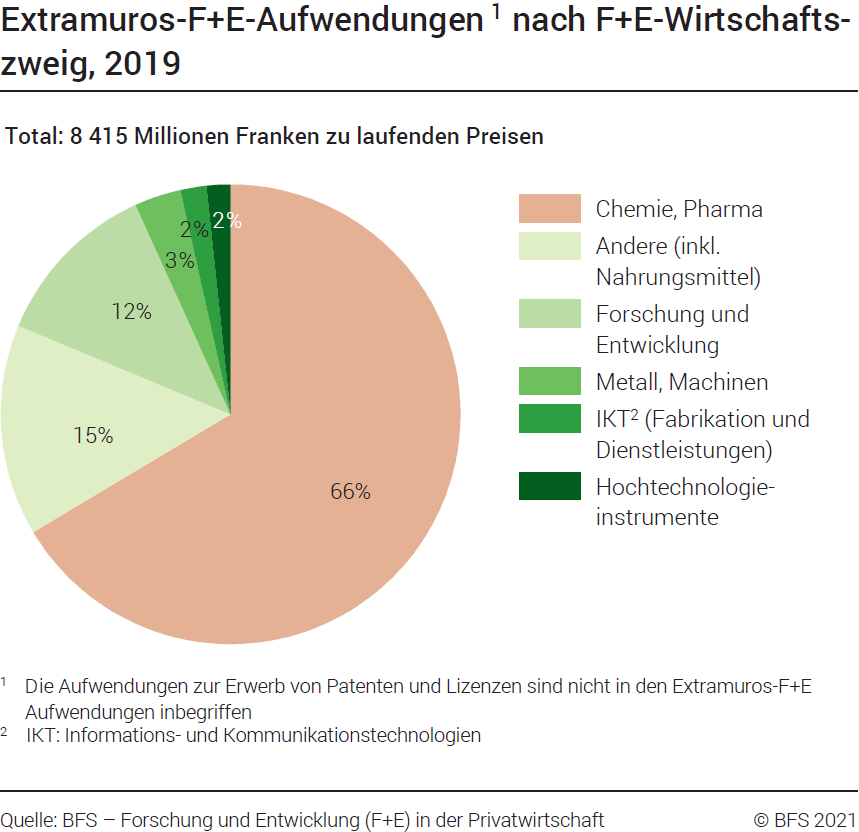 Extramuros-F+E-Aufwendungen ¹ nach F+E-Wirtschafts-
zweig, 2019
Total: 8 415 Millionen Franken zu laufenden Preisen
2%
2%
3%
12%
15%
66%
Chemie, Pharma
Andere (inkl.
Nahrungsmittel)
Forschung und
Entwicklung
Metall, Machinen
IKT² (Fabrikation und
Dienstleistungen)
Hochtechnologie-
instrumente
¹ Die Aufwendungen zur Erwerb von Patenten und Lizenzen sind nicht in den Extramuros-F+E
Aufwendungen inbegriffen
² IKT: Informations- und Kommunikationstechnologien
Quelle: BFS – Forschung und Entwicklung (F+E) in der Privatwirtschaft © BFS 2021